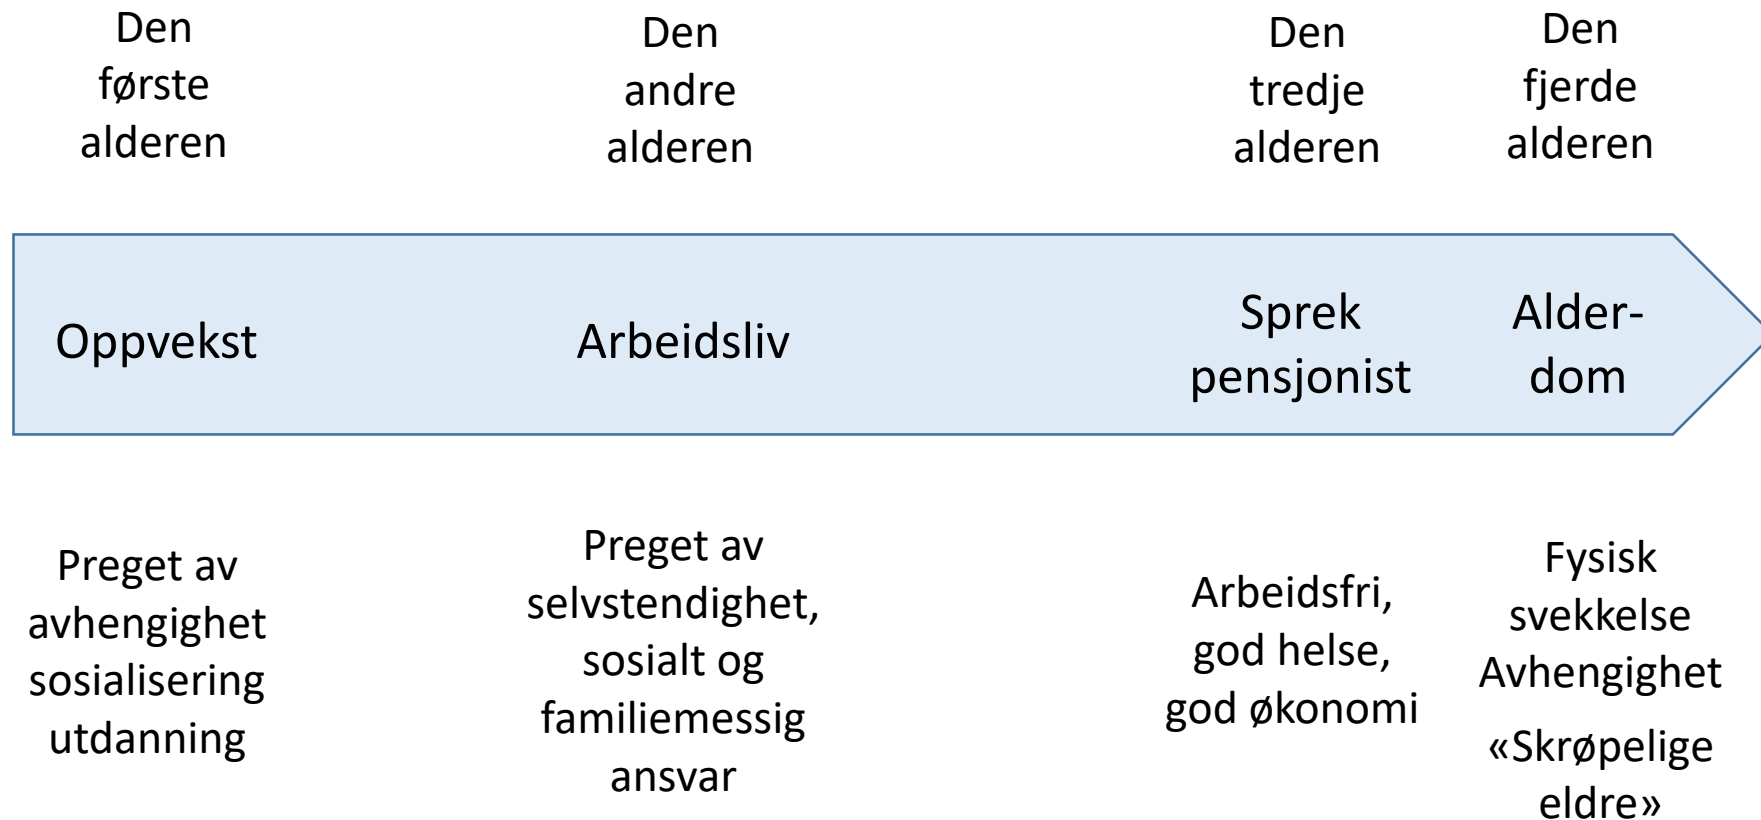 Den
første
alderen
Den
andre
alderen
Den
tredje
alderen
Den
fjerde
alderen
Oppvekst
Arbeidsliv
Sprek
pensjonist
Alder-
dom
Preget av
avhengighet
sosialisering
utdanning
Preget av
selvstendighet,
sosialt og
familiemessig
ansvar
Arbeidsfri,
god helse,
god økonomi
Fysisk
svekkelse
Avhengighet
«Skrøpelige
eldre»